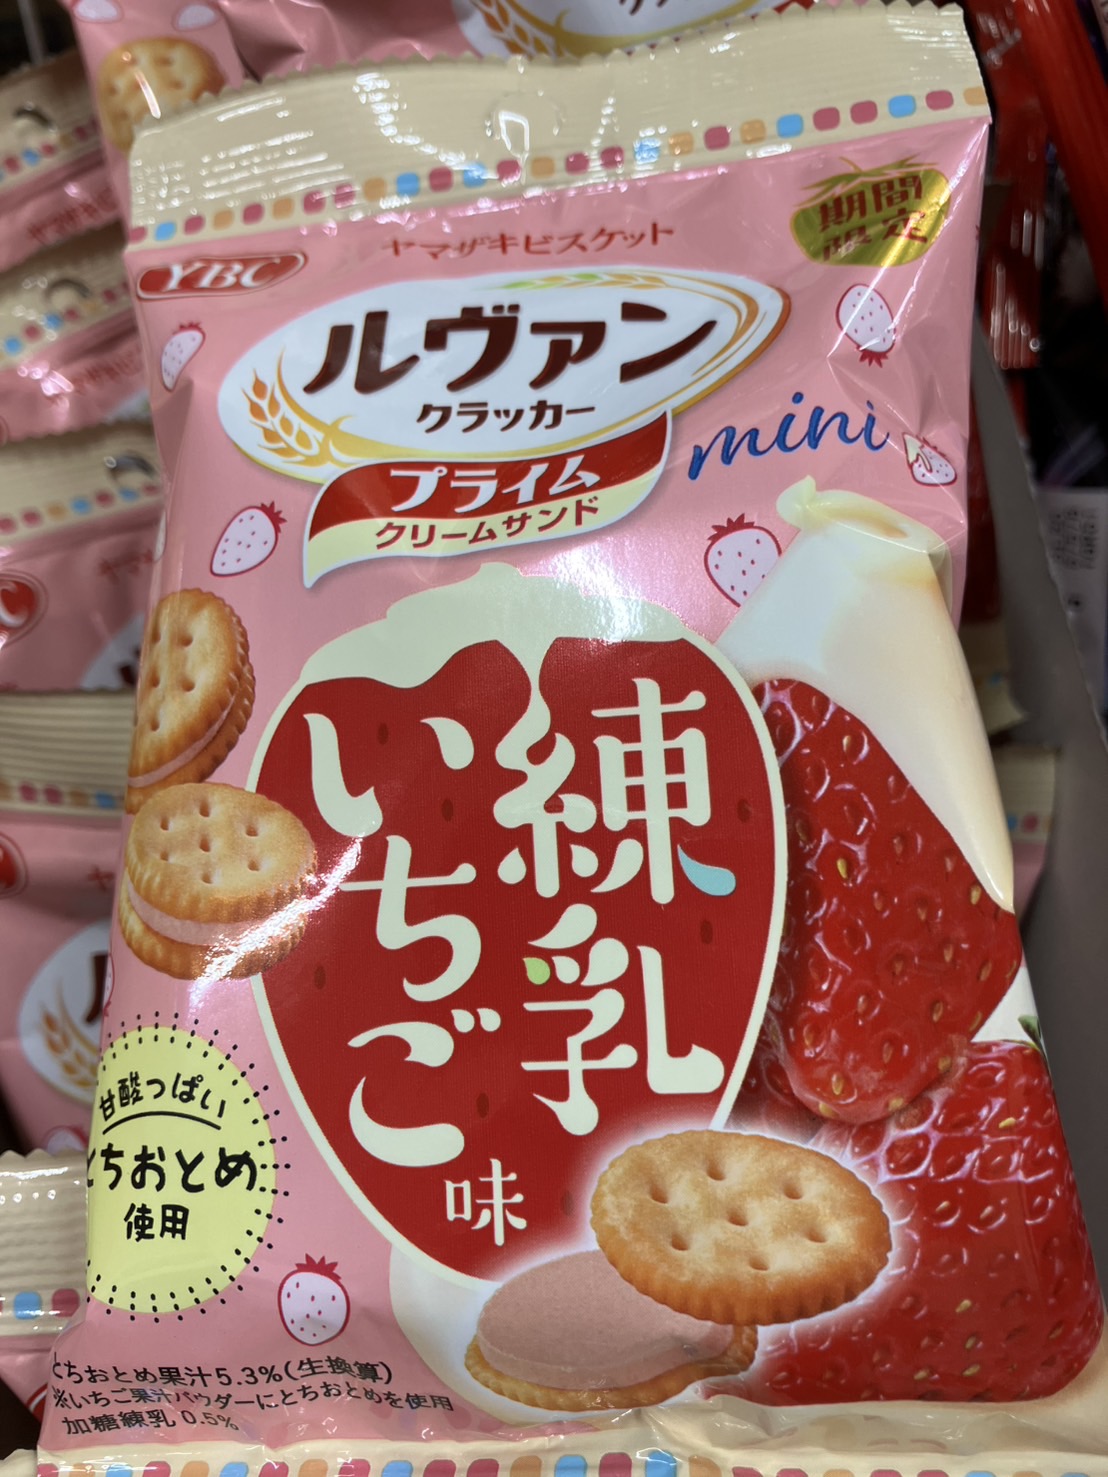 期間
限定
ヤマザキビスケット
YBC
ルヴァン
クラッカー
プライム
クリームサンド
mini
練乳
いちご
味
甘酸っぱい
とちおとめ
使用
とちおとめ果汁5.3%(生換算)
※いちご果汁パウダーにとちおとめを使用
加糖練乳 0.5%